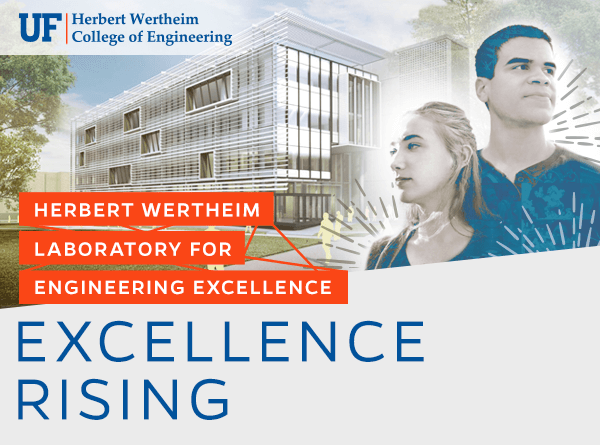 UF Herbert Wertheim
College of Engineering
HERBERT WERTHEIM
LABORATORY FOR
ENGINEERING EXCELLENCE
EXCELLENCE
RISING